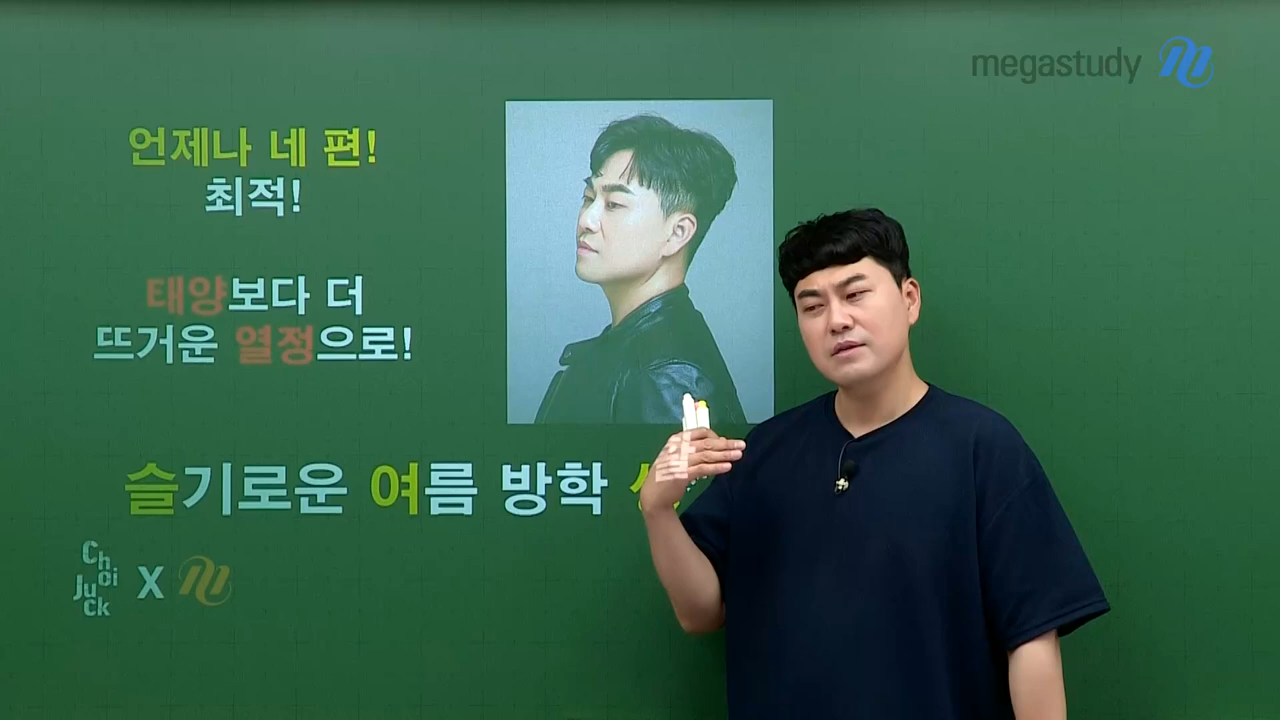 megastudy
언제나 네 편!
최적!
태양보다 더
뜨거운 열정으로!
슬기로운 여름 방학
Choi
Juck
X